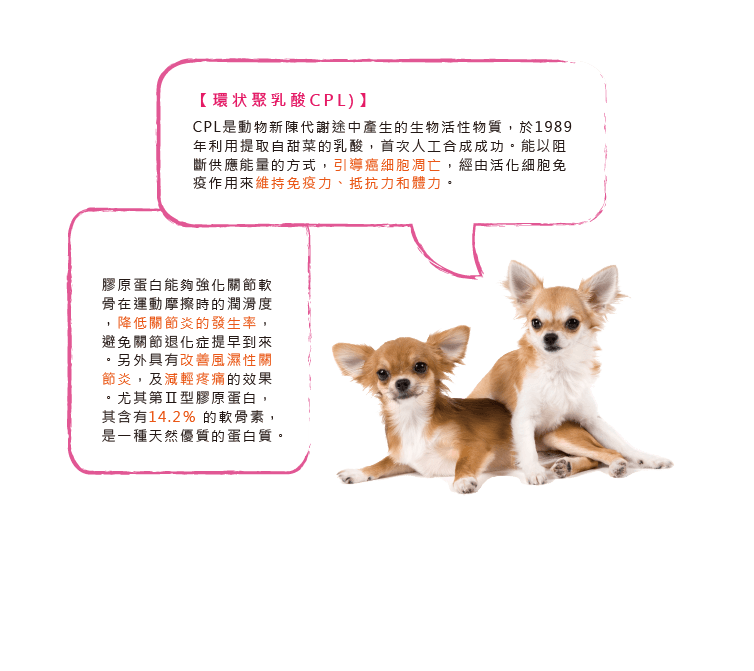 【環状聚乳酸CPL)】
CPL是動物新陳代謝途中產生的生物活性物質，於1989
年利用提取自甜菜的乳酸，首次人工合成成功。能以阻
斷供應能量的方式，引導癌細胞凋亡，經由活化細胞免
疫作用來維持免疫力、抵抗力和體力。
膠原蛋白能夠強化關節軟
骨在運動摩擦時的潤滑度
，降低關節炎的發生率，
避免關節退化症提早到來
。另外具有改善風濕性關
節炎，及減輕疼痛的效果
。尤其第Ⅱ型膠原蛋白，
其含有14.2% 的軟骨素，
是一種天然優質的蛋白質。